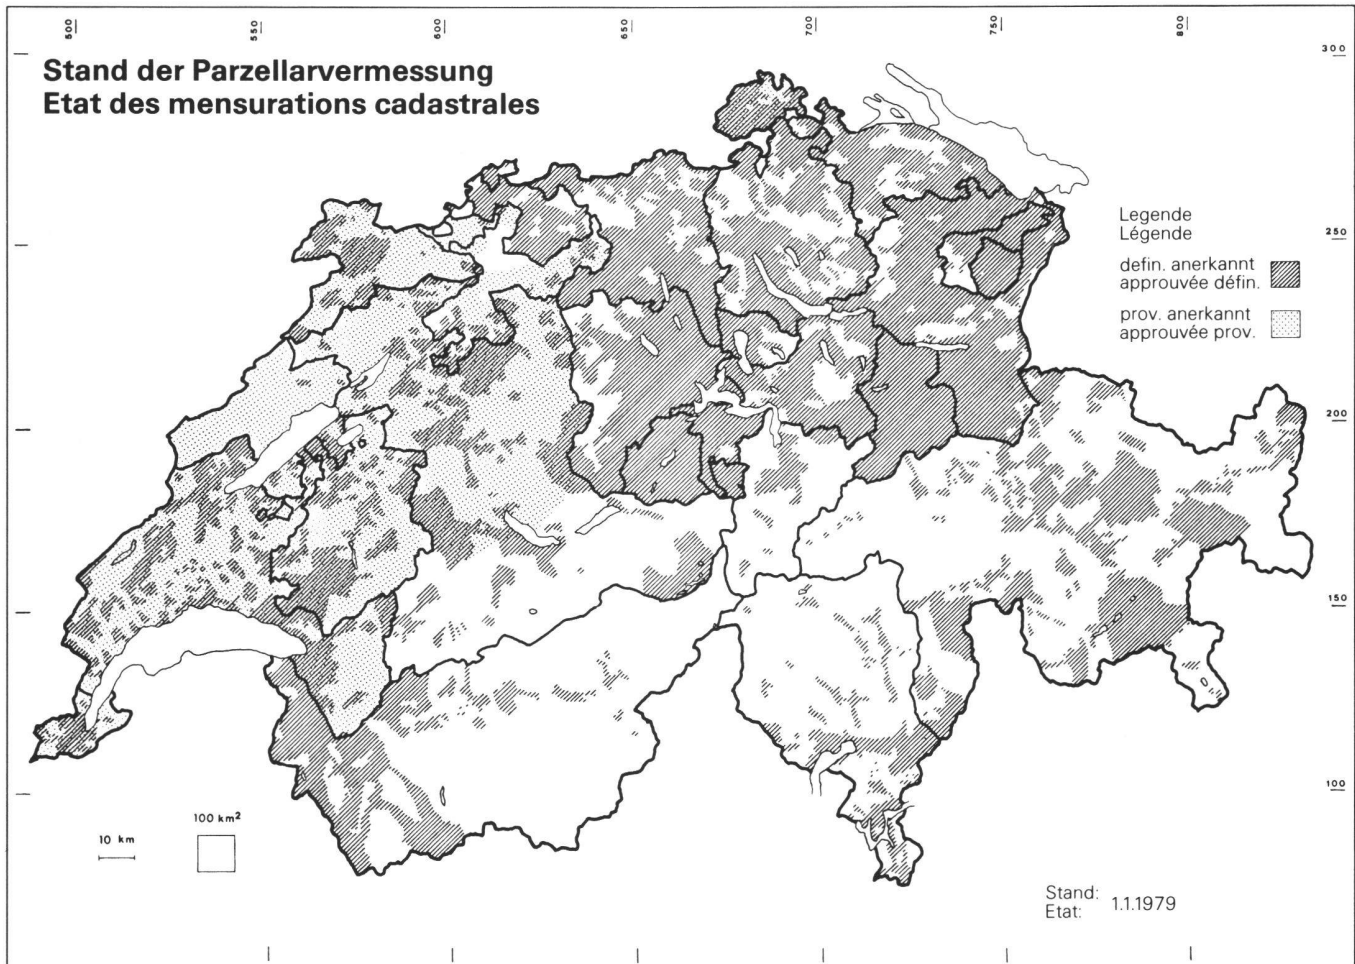 500 550 600 650 700 750 800
300
Stand der Parzellarvermessung
Etat des mensurations cadastrales
Legende
Légende
250
defin. anerkannt
approuvée défin.
prov. anerkannt
approuvée prov.
200
150
100
100 km²
10 km
Stand:
Etat: 1.1.1979